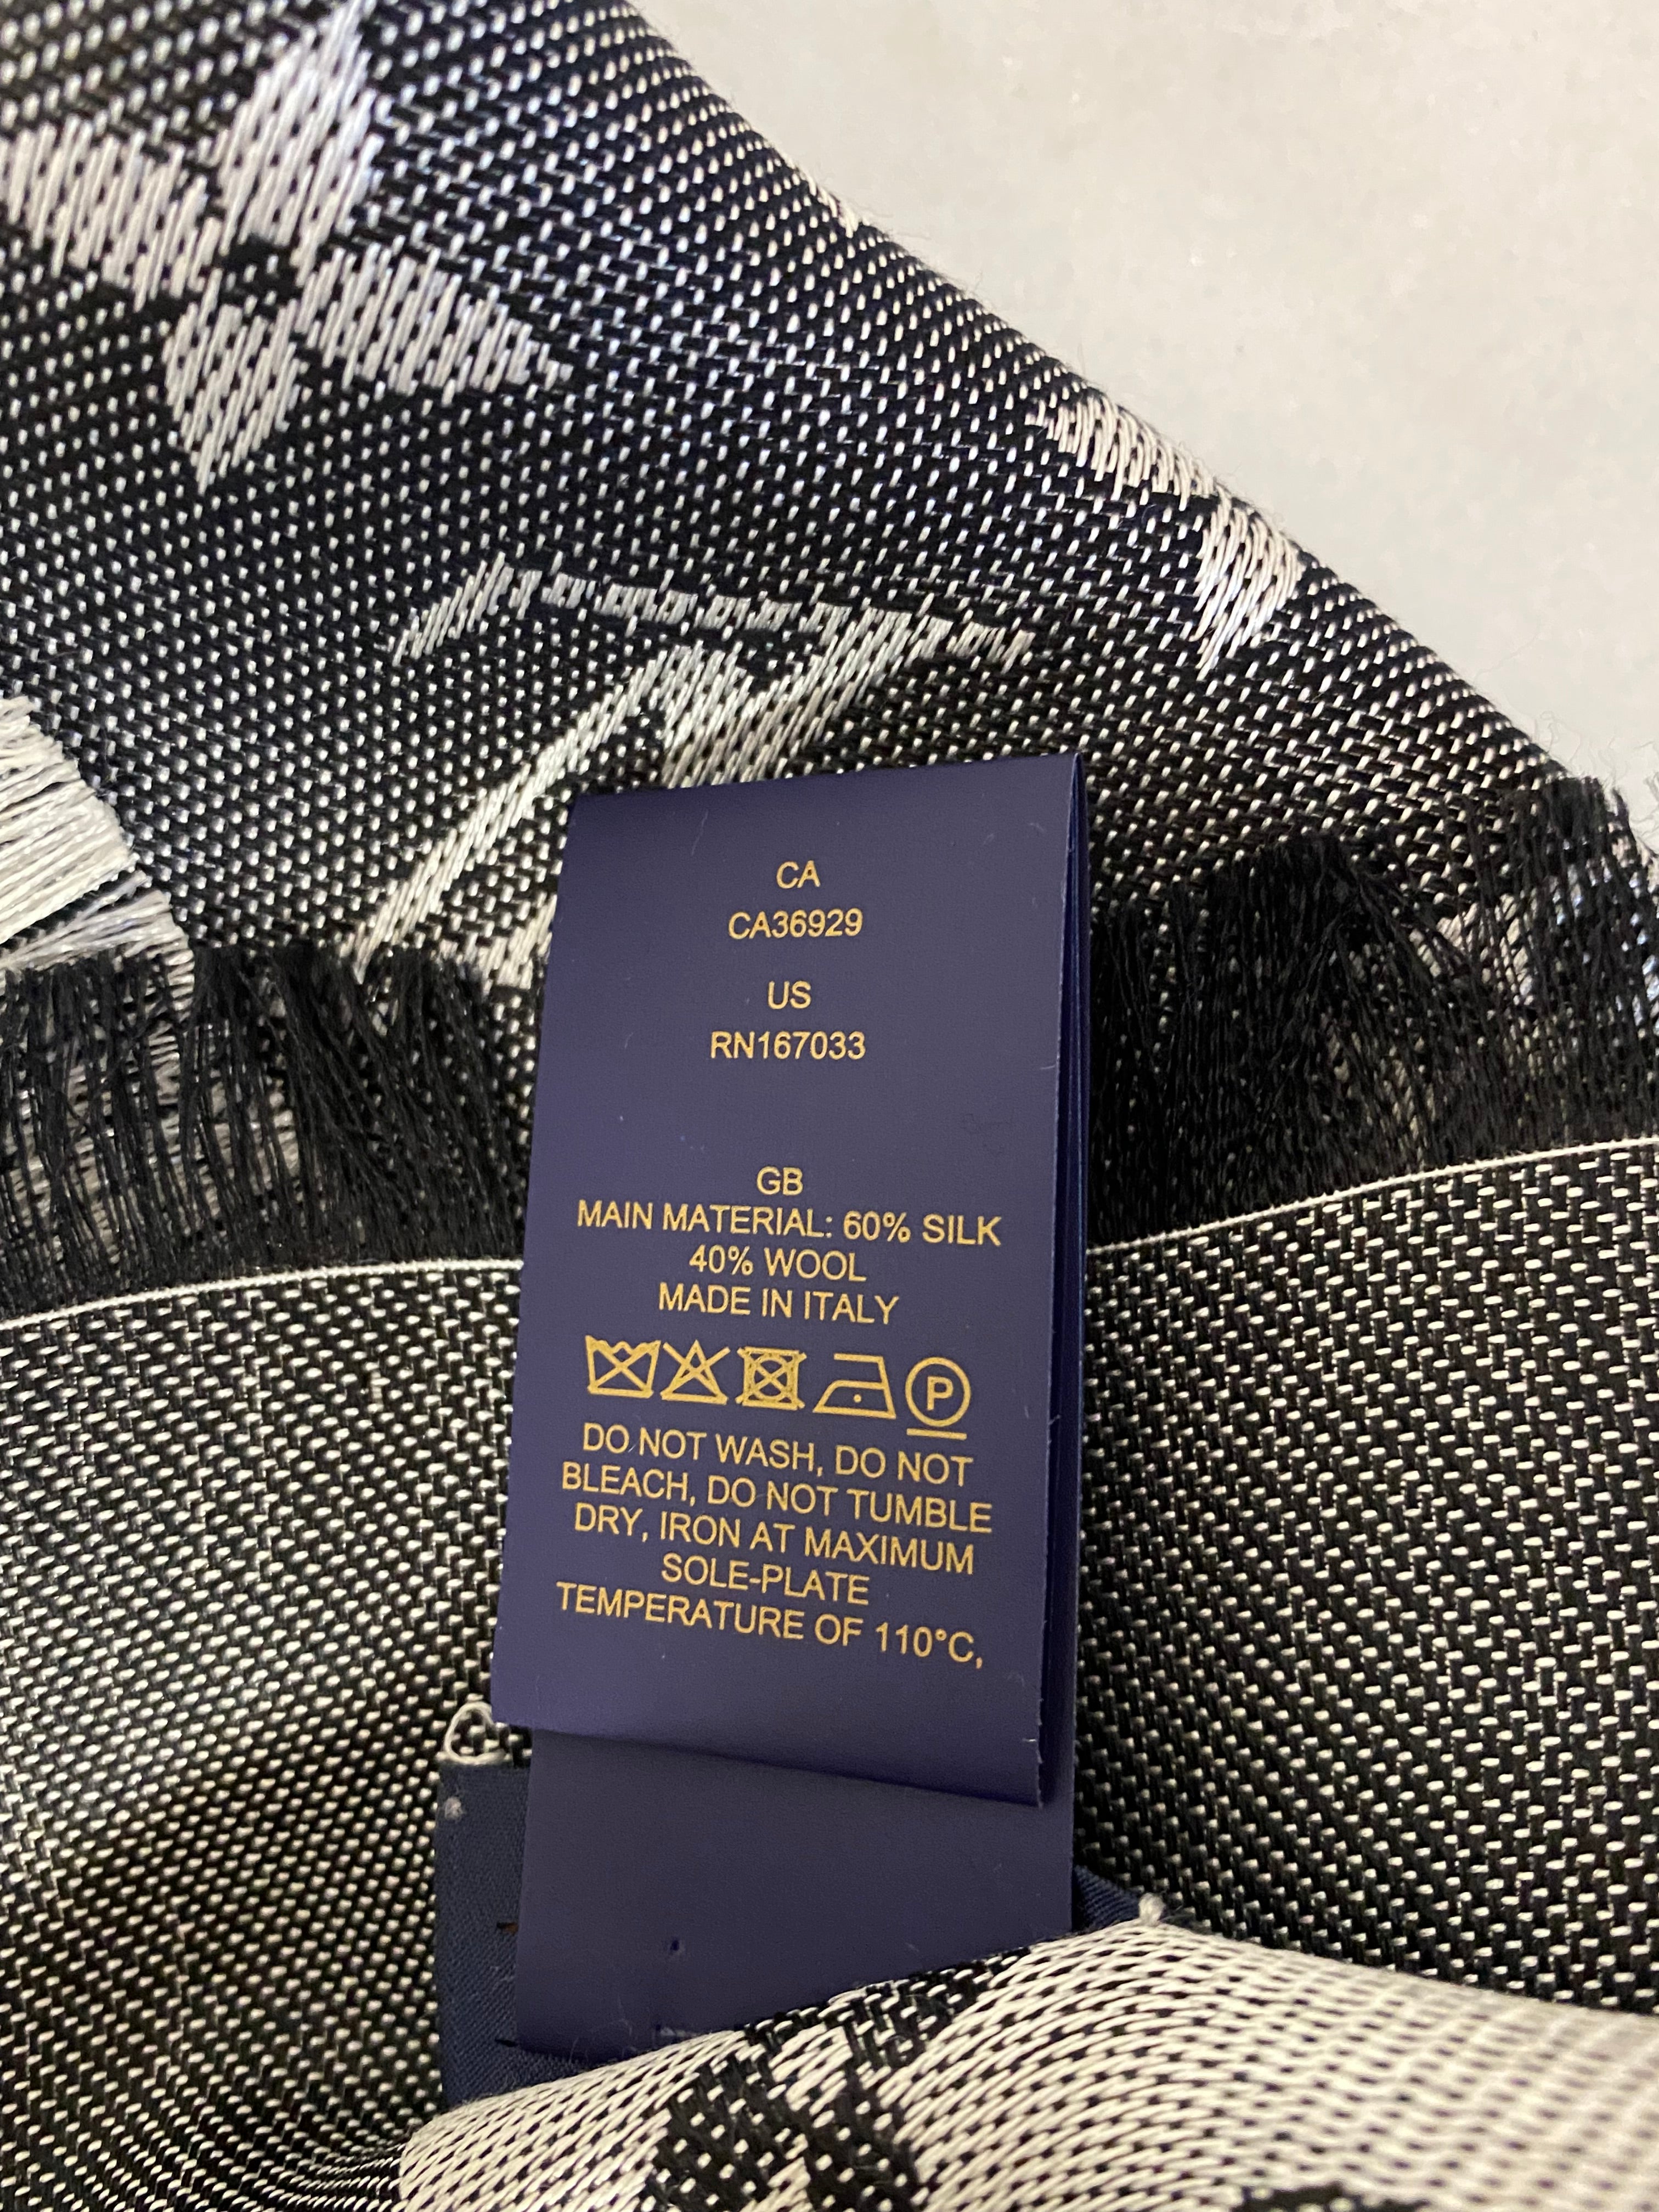 CA
CA36929
US
RN167033
GB
MAIN MATERIAL: 60% SILK
40% WOOL
MADE IN ITALY
P
DO NOT WASH, DO NOT
BLEACH, DO NOT TUMBLE
DRY, IRON AT MAXIMUM
SOLE-PLATE
TEMPERATURE OF 110°C,